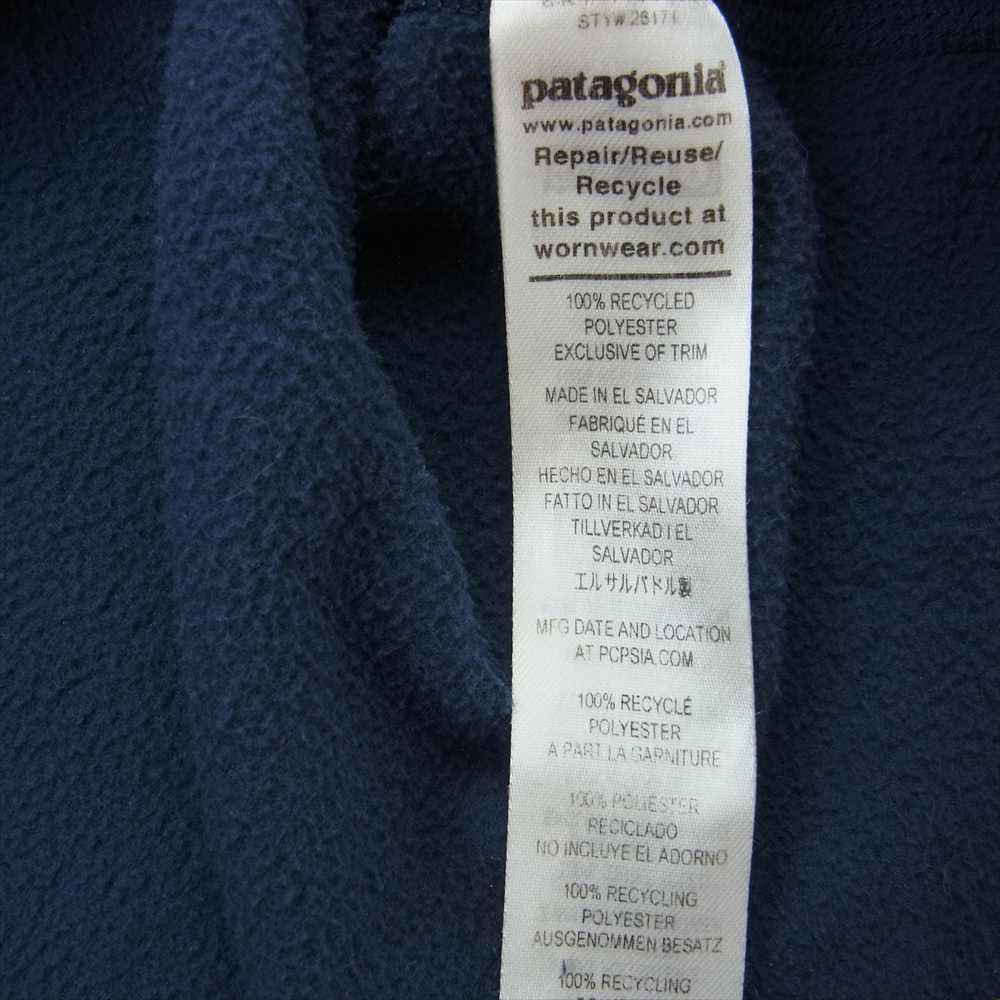 STY# 26171
patagonia
www.patagonia.com
Repair/Reuse/
Recycle
this product at
wornwear.com
100% RECYCLED
POLYESTER
EXCLUSIVE OF TRIM
MADE IN EL SALVADOR
FABRIQUÉ EN EL
SALVADOR
HECHO EN EL SALVADOR
FATTO IN EL SALVADOR
TILLVERKAD I EL
SALVADOR
エルサルバドル製
MFG DATE AND LOCATION
AT PCPSIA.COM
100% RECYCLÉ
POLYESTER
A PART LA GARNITURE
100% POLIESTER
RECICLADO
NO INCLUYE EL ADORNO
100% RECYCLING
POLYESTER
AUSGENOMMEN BESATZ
100% RECYCLING